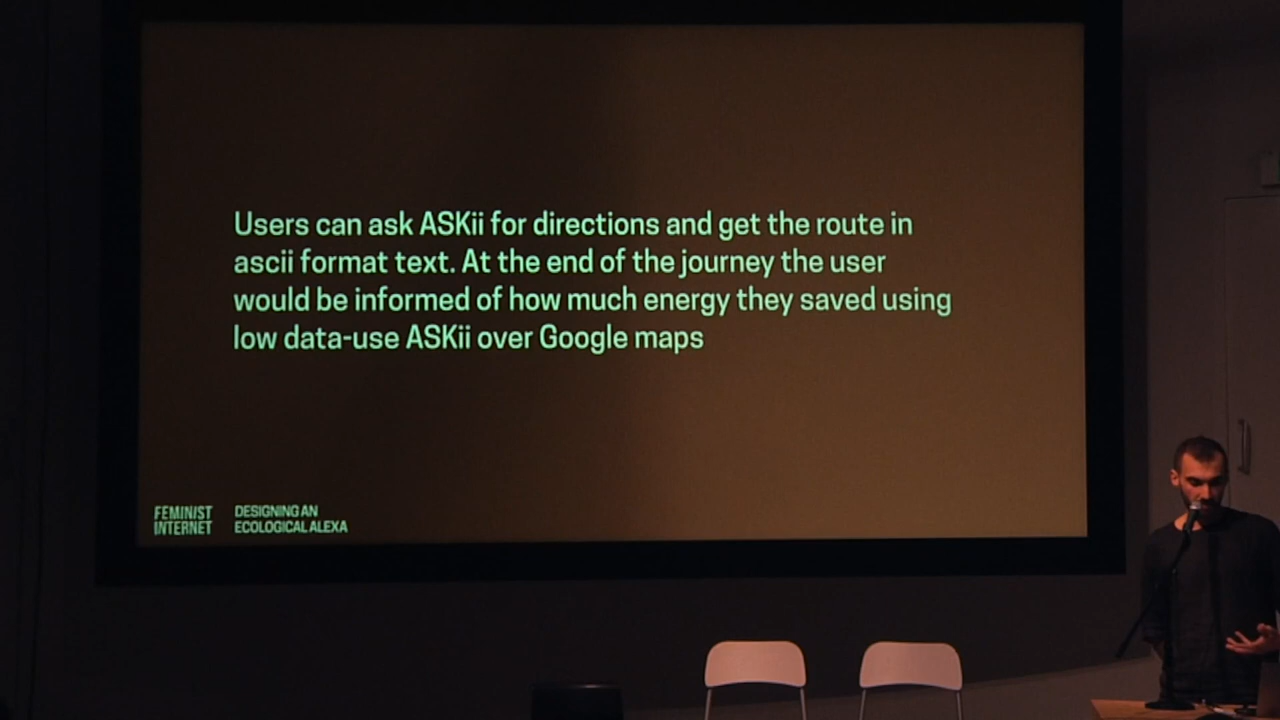 Users can ask ASKii for directions and get the route in
ascii format text. At the end of the journey the user
would be informed of how much energy they saved using
low data-use ASKii over Google maps
FEMINIST
INTERNET
DESIGNING AN
ECOLOGICAL ALEXA